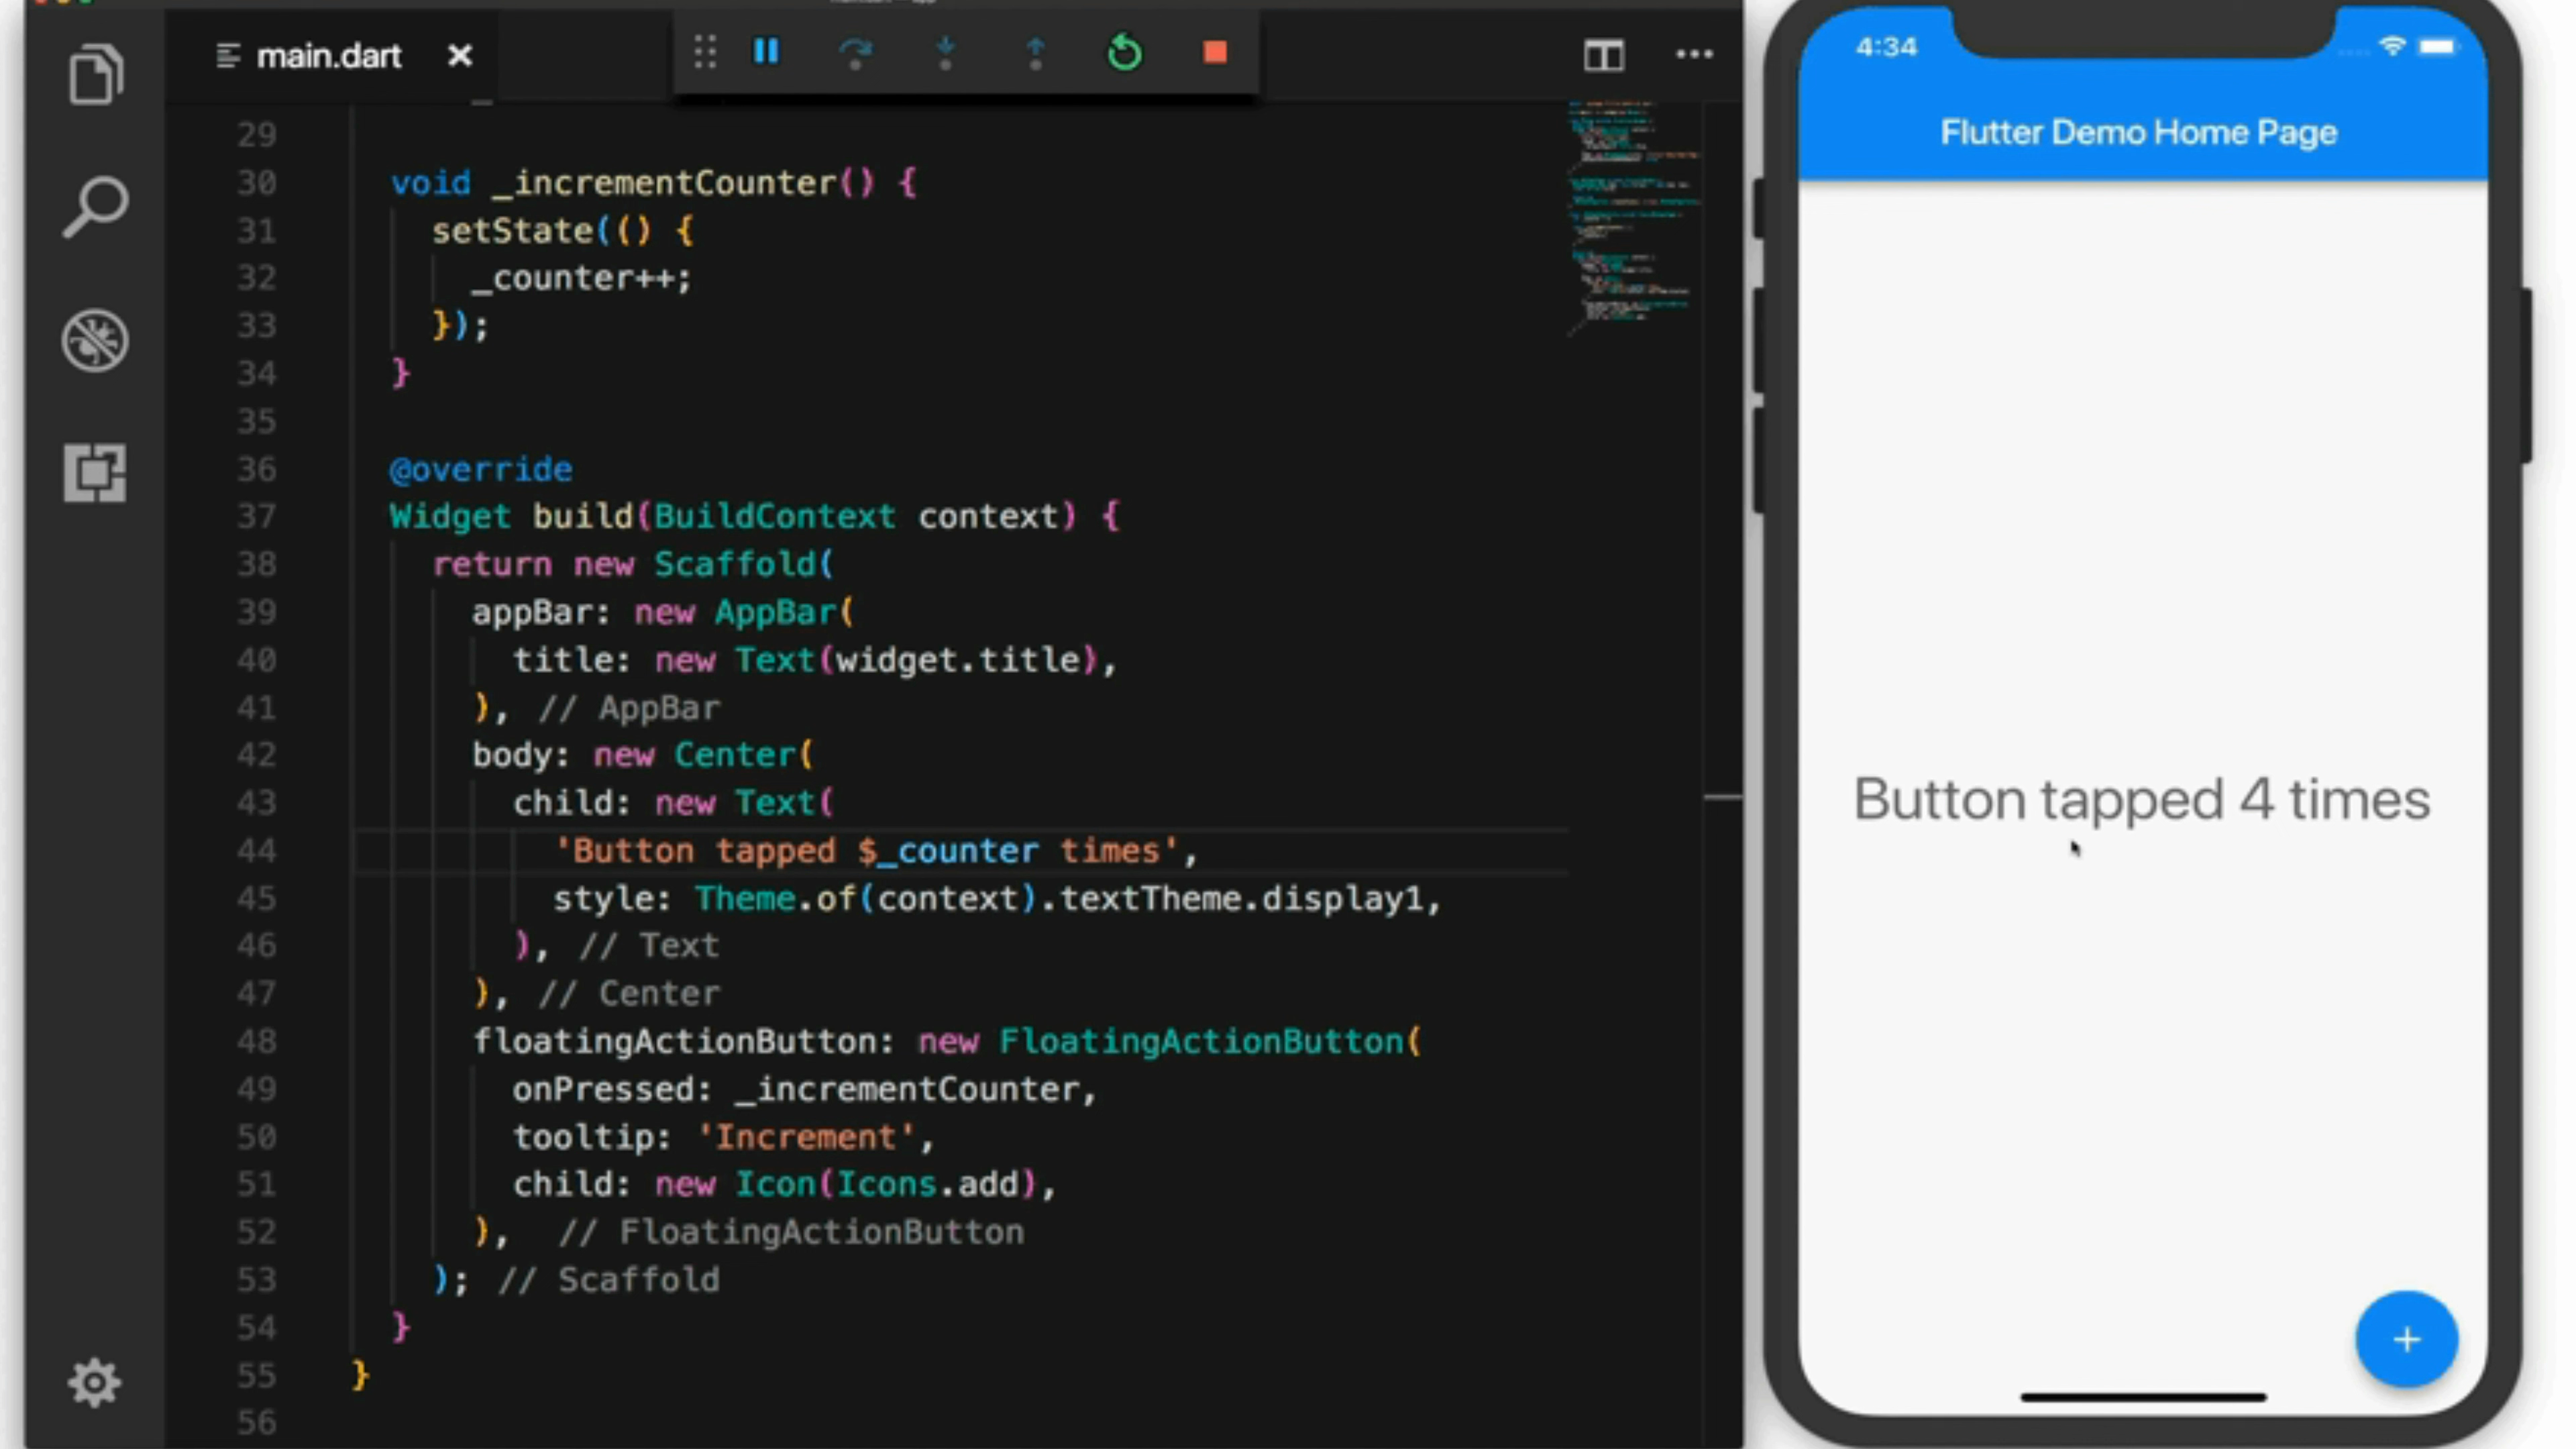 main.dart
29
30 void _incrementCounter() {
31 setState(() {
32 _counter++;
33 });
34 }
35
36 @override
37 Widget build(BuildContext context) {
38 return new Scaffold(
39 appBar: new AppBar(
40 title: new Text(widget.title),
41 ), // AppBar
42 body: new Center(
43 child: new Text(
44 'Button tapped $_counter times',
45 style: Theme.of(context).textTheme.display1,
46 ), // Text
47 ), // Center
48 floatingActionButton: new FloatingActionButton(
49 onPressed: _incrementCounter,
50 tooltip: 'Increment',
51 child: new Icon(Icons.add),
52 ), // FloatingActionButton
53 ); // Scaffold
54 }
55 }
56
4:34
Flutter Demo Home Page
Button tapped 4 times
+